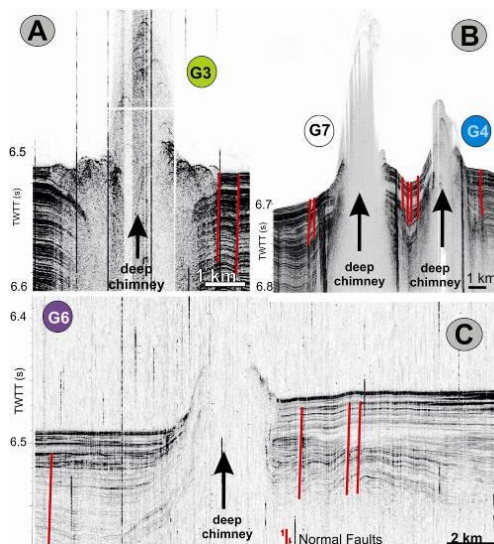 A
G3
6.5
TWTT (s)
6.6
deep
chimney
1 km
B
G7
G4
6.7
TWTT (s)
6.8
deep
chimney
deep
chimney
1 km
6.4
G6
C
TWTT (s)
6.5
deep
chimney
Normal Faults
2 km